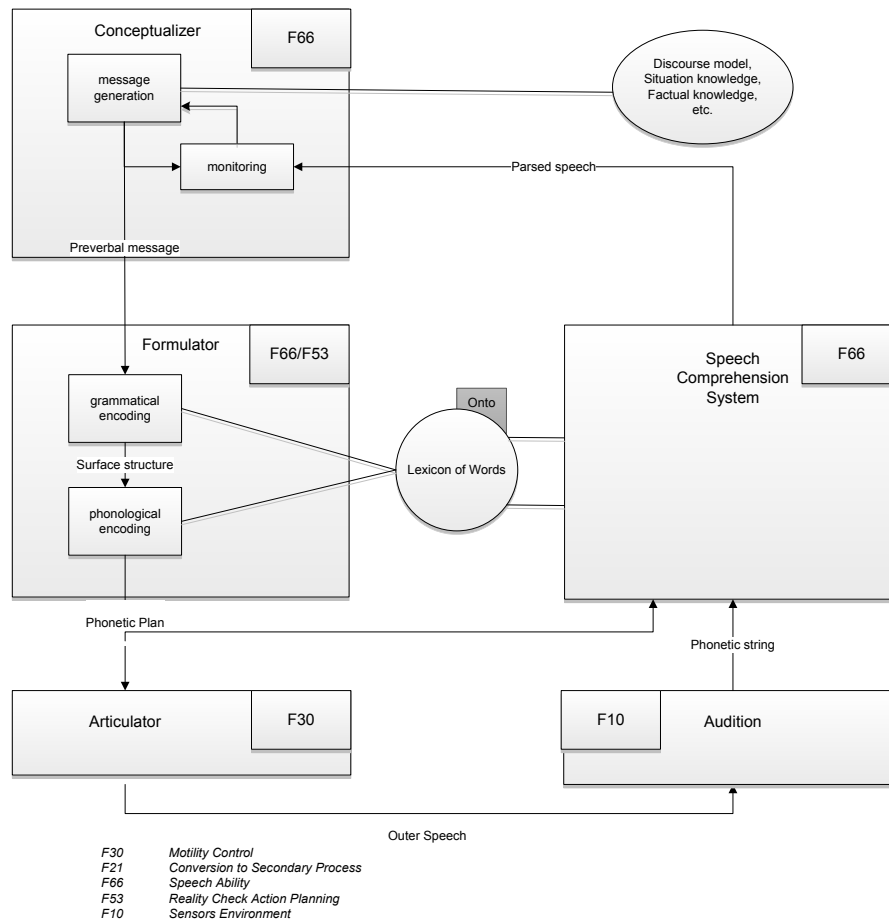 Conceptualizer
F66
message
generation
monitoring
Discourse model,
Situation knowledge,
Factual knowledge,
etc.
Parsed speech
Preverbal message
Formulator
F66/F53
grammatical
encoding
Surface structure
phonological
encoding
Onto
Lexicon of Words
Speech
Comprehension
System
F66
Phonetic Plan
Phonetic string
Articulator
F30
F10
Audition
Outer Speech
F30 Motility Control
F21 Conversion to Secondary Process
F66 Speech Ability
F53 Reality Check Action Planning
F10 Sensors Environment